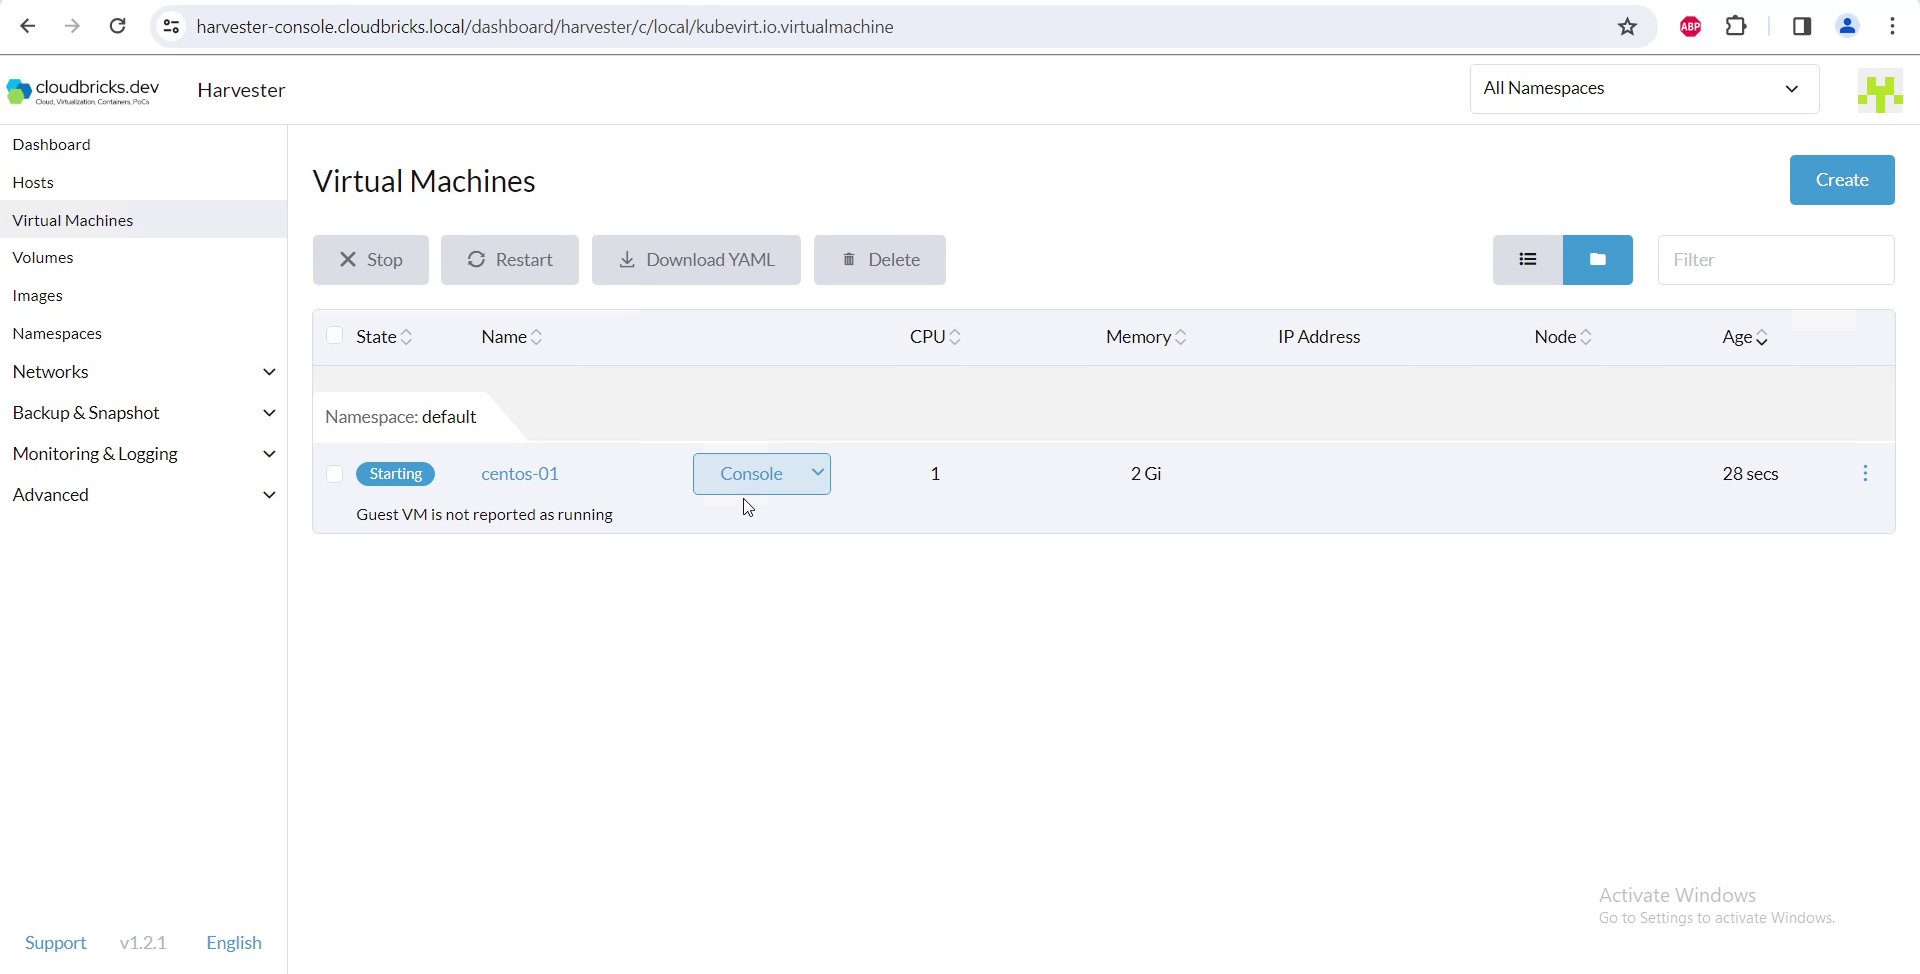 harvester-console.cloudbricks.local/dashboard/harvester/c/local/kubevirt.io.virtualmachine
ABP
cloudbricks.dev
Cloud, Virtualization, Containers, PoCs
Harvester
All Namespaces
Dashboard
Hosts
Virtual Machines
Volumes
Images
Namespaces
Networks
Backup & Snapshot
Monitoring & Logging
Advanced
Virtual Machines
Create
Stop Restart Download YAML Delete
Filter
State Name CPU Memory IP Address Node Age
Namespace: default
Starting centos-01 Console 1 2 Gi 28 secs
Guest VM is not reported as running
Activate Windows
Go to Settings to activate Windows.
Support v1.2.1 English